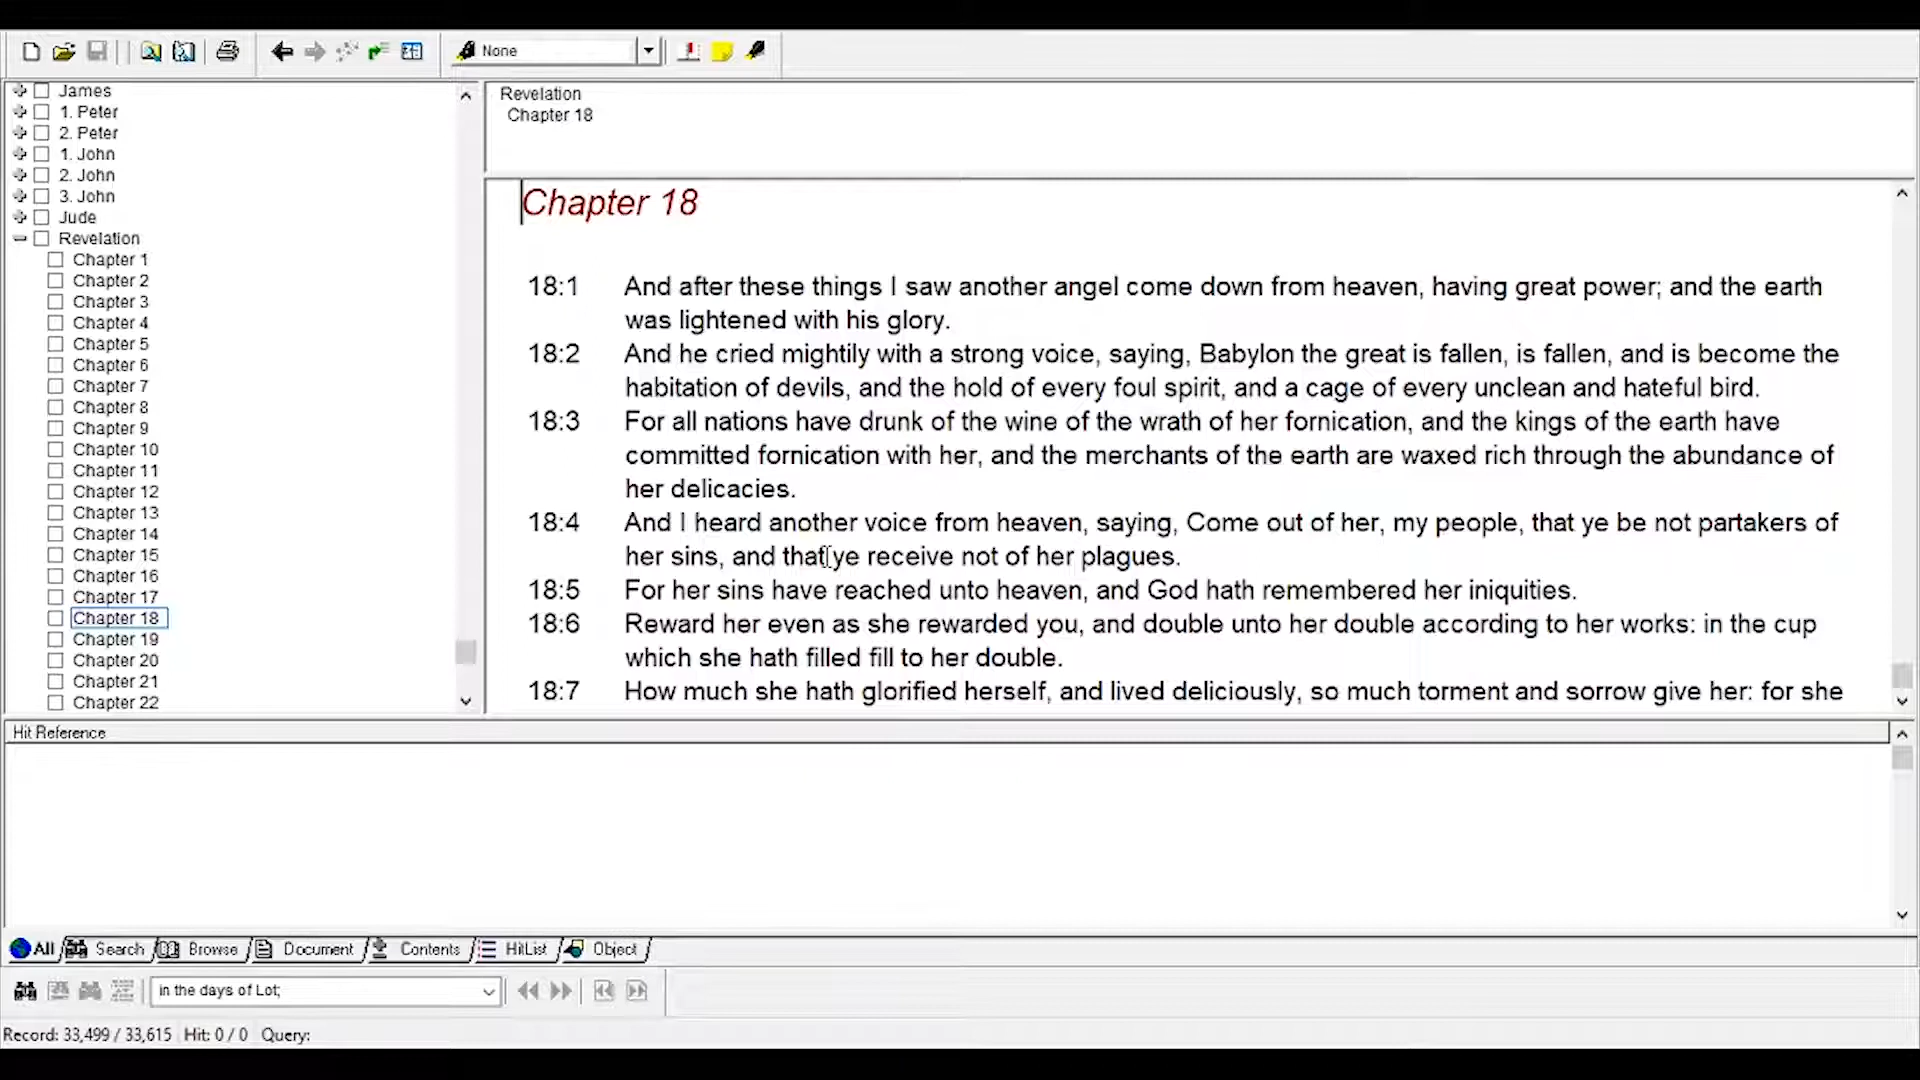 None
James
1. Peter
2. Peter
1. John
2. John
3. John
Jude
Revelation
Chapter 1
Chapter 2
Chapter 3
Chapter 4
Chapter 5
Chapter 6
Chapter 7
Chapter 8
Chapter 9
Chapter 10
Chapter 11
Chapter 12
Chapter 13
Chapter 14
Chapter 15
Chapter 16
Chapter 17
Chapter 18
Chapter 19
Chapter 20
Chapter 21
Chapter 22
Revelation
Chapter 18
Chapter 18
18:1 And after these things I saw another angel come down from heaven, having great power; and the earth
was lightened with his glory.
18:2 And he cried mightily with a strong voice, saying, Babylon the great is fallen, is fallen, and is become the
habitation of devils, and the hold of every foul spirit, and a cage of every unclean and hateful bird.
18:3 For all nations have drunk of the wine of the wrath of her fornication, and the kings of the earth have
committed fornication with her, and the merchants of the earth are waxed rich through the abundance of
her delicacies.
18:4 And I heard another voice from heaven, saying, Come out of her, my people, that ye be not partakers of
her sins, and that ye receive not of her plagues.
18:5 For her sins have reached unto heaven, and God hath remembered her iniquities.
18:6 Reward her even as she rewarded you, and double unto her double according to her works: in the cup
which she hath filled fill to her double.
18:7 How much she hath glorified herself, and lived deliciously, so much torment and sorrow give her: for she
Hit Reference
All Search Browse Document Contents HitList Object
in the days of Lot;
Record: 33,499 / 33,615 Hit: 0 / 0 Query: